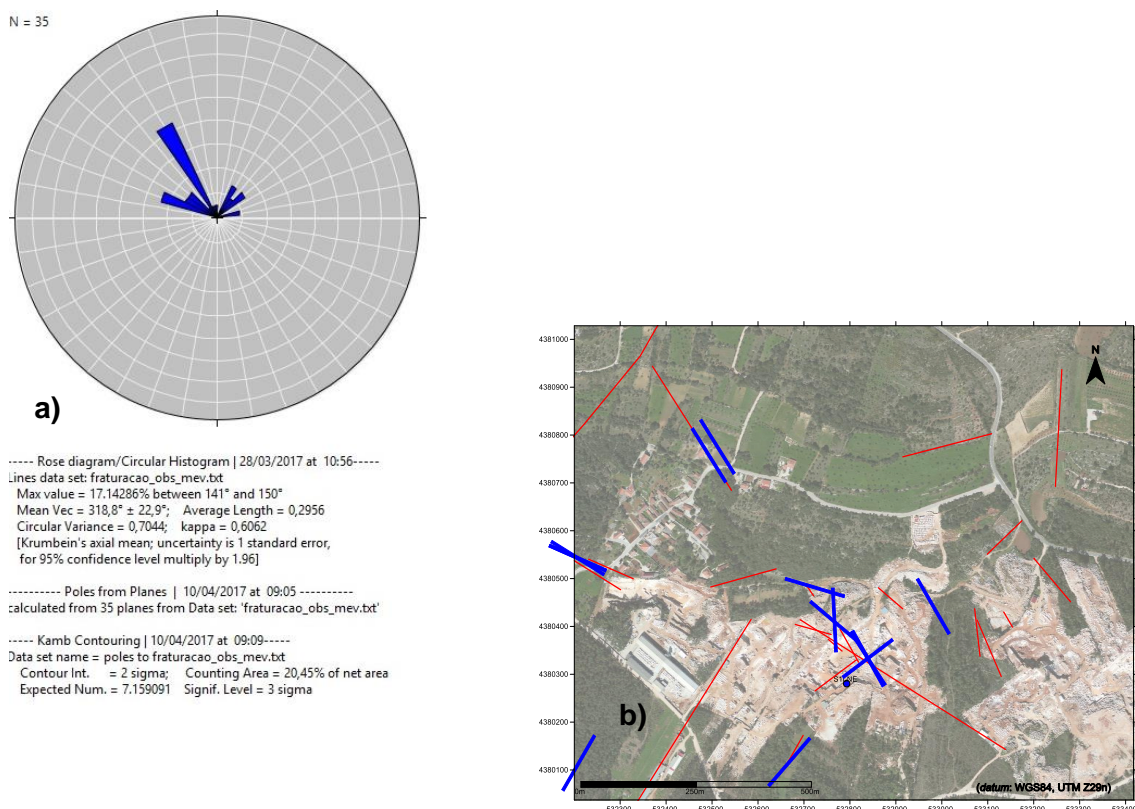 N = 35
a)
----- Rose diagram/Circular Histogram | 28/03/2017 at 10:56-----
Lines data set: fraturacao_obs_mev.txt
Max value = 17.14286% between 141° and 150°
Mean Vec = 318,8° ± 22,9°; Average Length = 0,2956
Circular Variance = 0,7044; kappa = 0,6062
[Krumbein's axial mean; uncertainty is 1 standard error,
for 95% confidence level multiply by 1.96]
---------- Poles from Planes | 10/04/2017 at 09:05 ----------
calculated from 35 planes from Data set: 'fraturacao_obs_mev.txt'
----- Kamb Contouring | 10/04/2017 at 09:09-----
Data set name = poles to fraturacao_obs_mev.txt
Contour Int. = 2 sigma; Counting Area = 20,45% of net area
Expected Num. = 7.159091 Signif. Level = 3 sigma
4381000
4380900
4380800
4380700
4380600
4380500
4380400
4380300
4380200
4380100
N
b)
0m 250m 500m
(datum: WGS84, UTM Z29n)